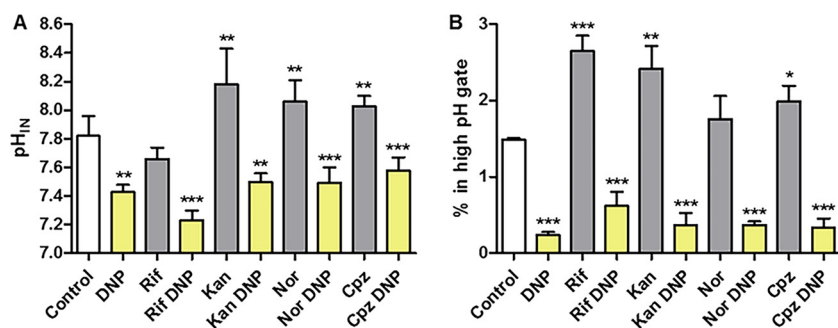 A
pH_IN
8.6
8.4
8.2
8.0
7.8
7.6
7.4
7.2
7.0
**
***
**
**
**
***
**
***
Control
DNP
Rif
Rif DNP
Kan
Kan DNP
Nor
Nor DNP
Cpz
Cpz DNP
B
% in high pH gate
3
2
1
0
***
***
***
**
***
***
*
***
Control
DNP
Rif
Rif DNP
Kan
Kan DNP
Nor
Nor DNP
Cpz
Cpz DNP